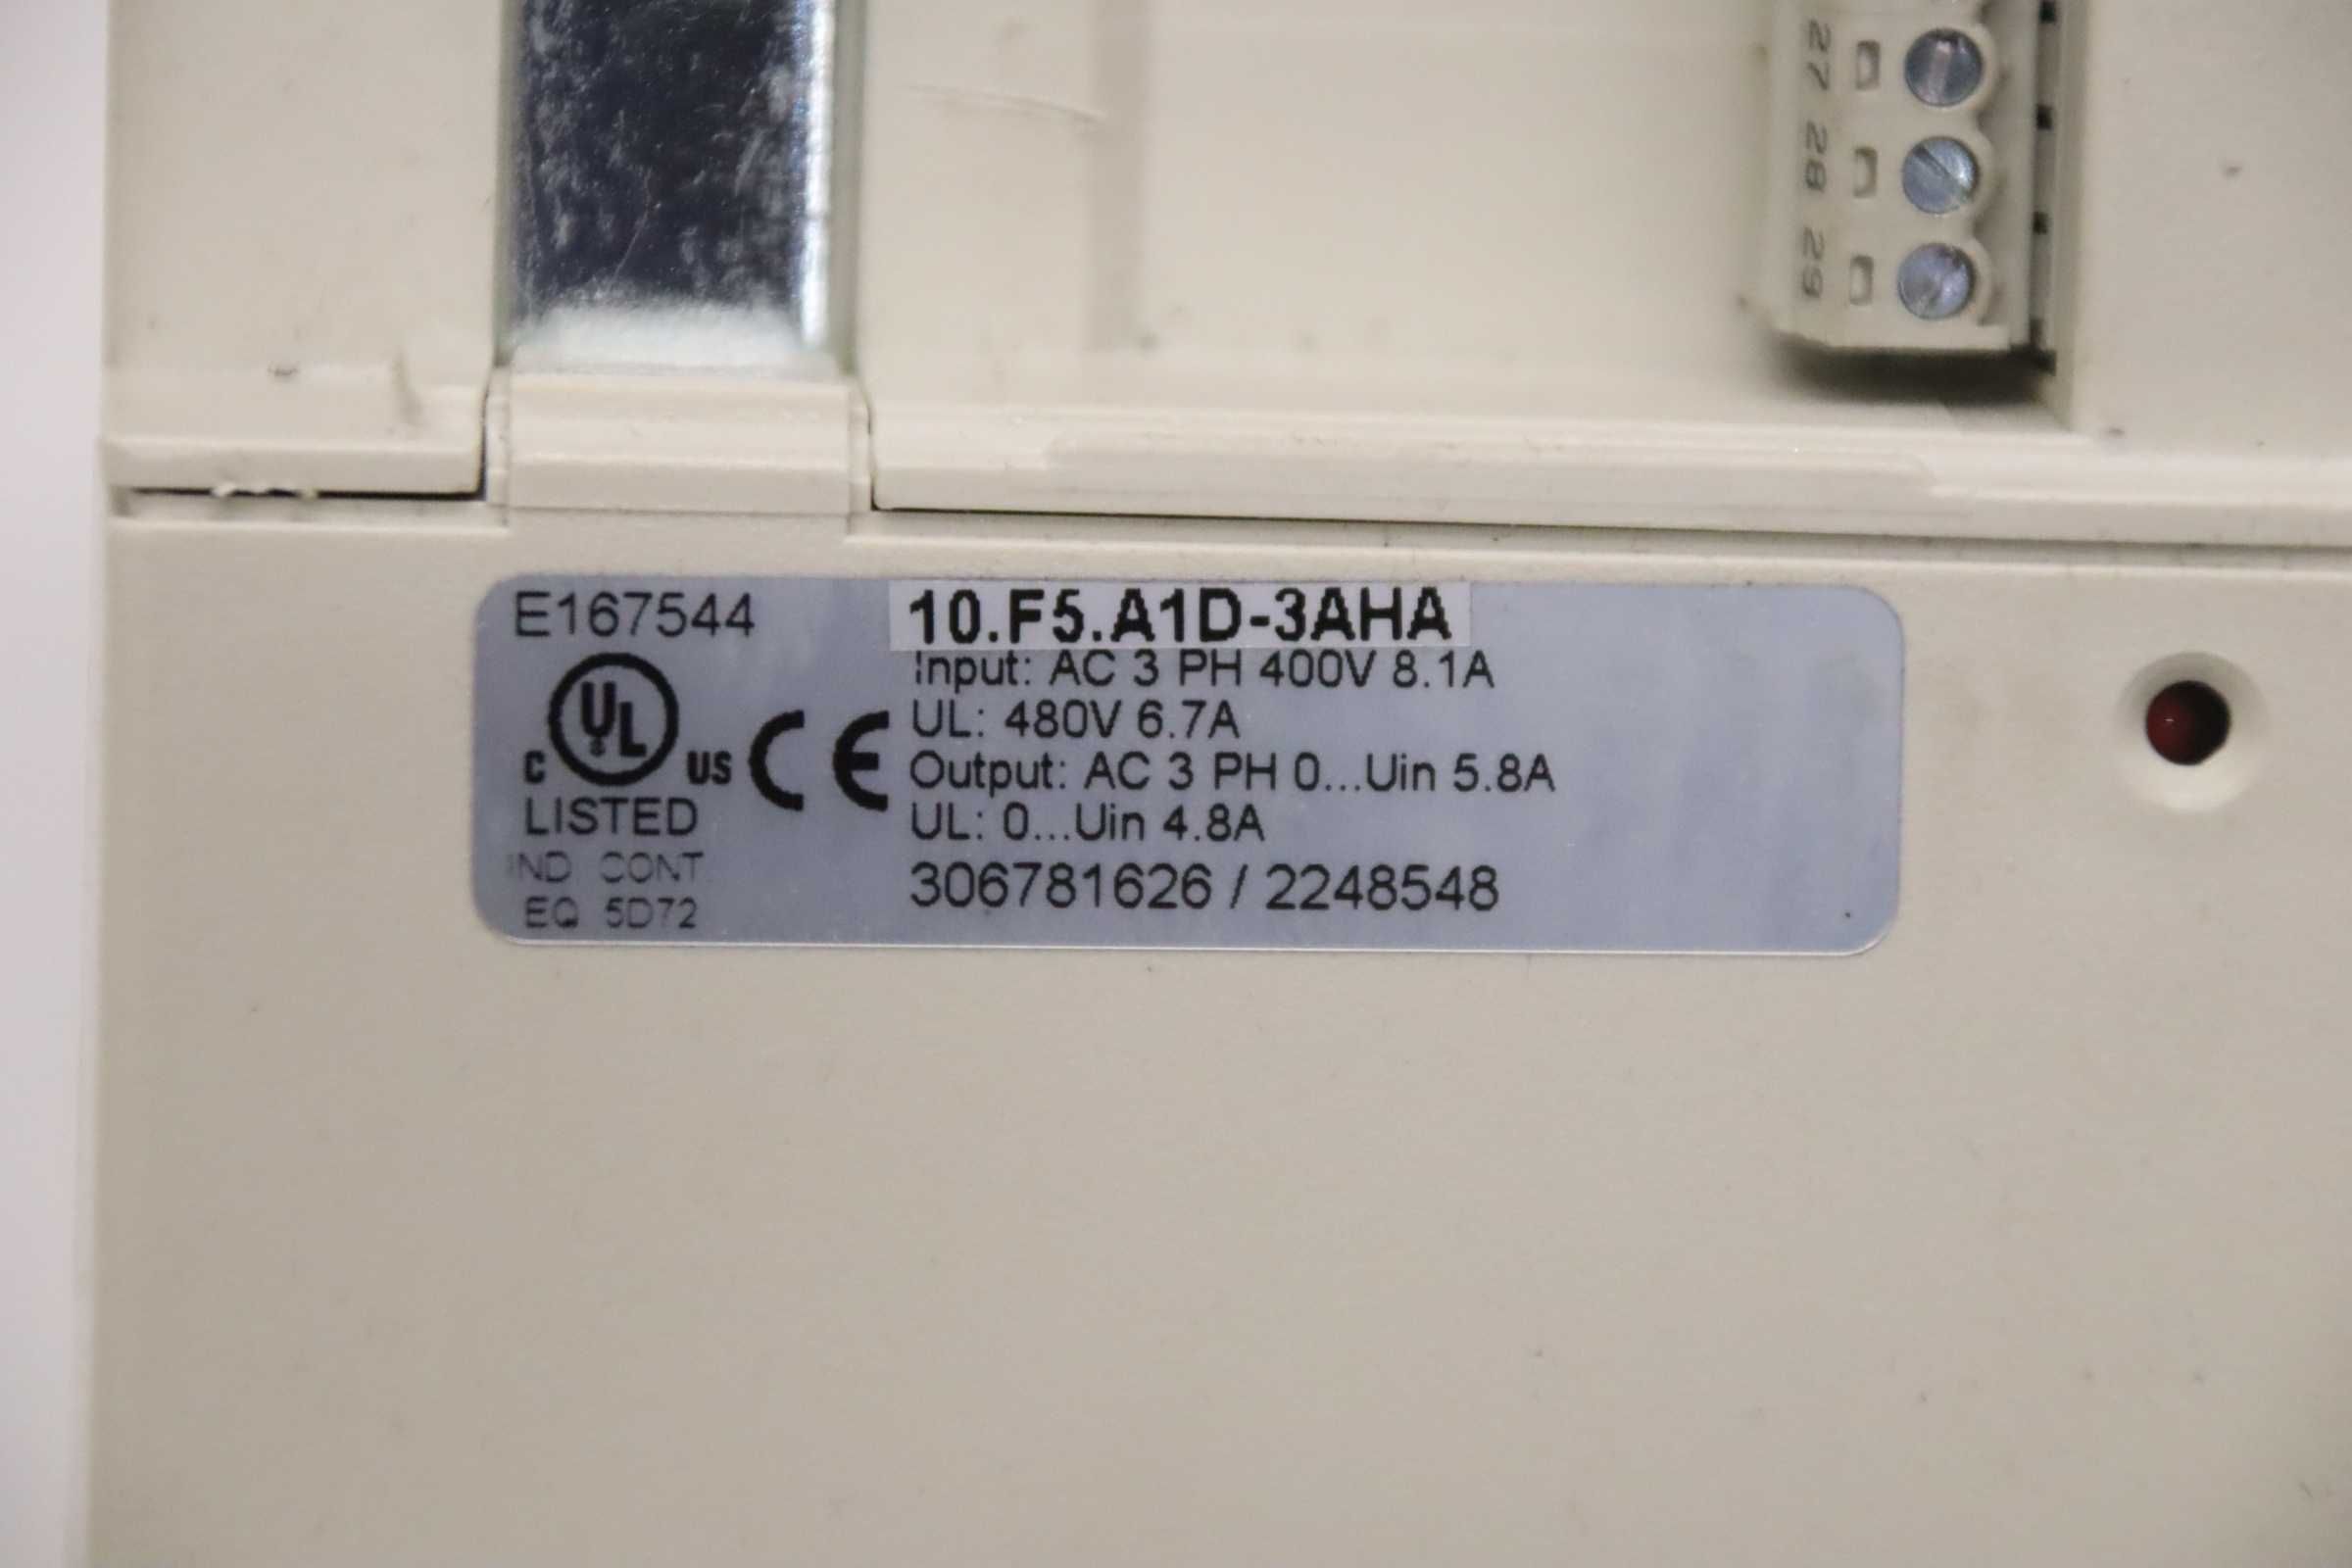 27
28
29
E167544
10.F5.A1D-3AHA
Input: AC 3 PH 400V 8.1A
UL: 480V 6.7A
Output: AC 3 PH 0...Uin 5.8A
UL: 0...Uin 4.8A
306781626 / 2248548
C UL US CE
LISTED
IND CONT
EQ 5D72